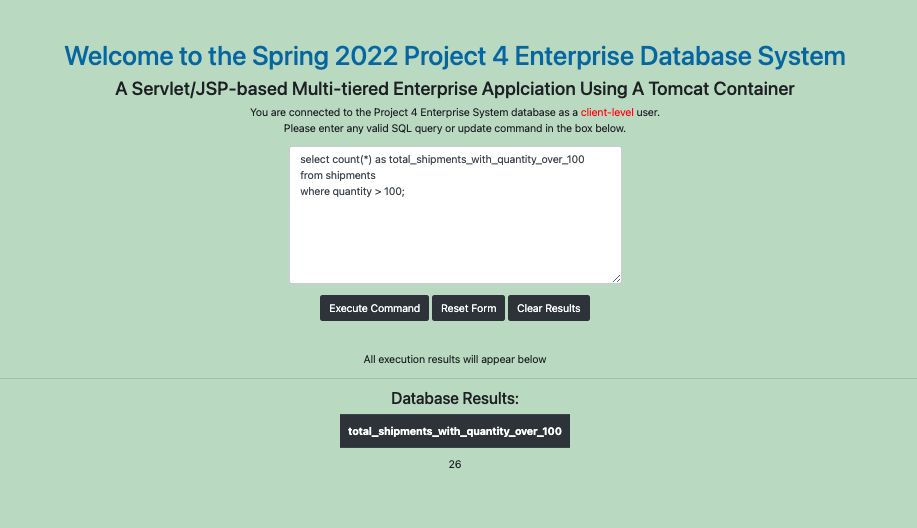 Welcome to the Spring 2022 Project 4 Enterprise Database System
A Servlet/JSP-based Multi-tiered Enterprise Applciation Using A Tomcat Container
You are connected to the Project 4 Enterprise System database as a client-level user.
Please enter any valid SQL query or update command in the box below.
select count(*) as total_shipments_with_quantity_over_100
from shipments
where quantity > 100;
Execute Command Reset Form Clear Results
All execution results will appear below
Database Results:
total_shipments_with_quantity_over_100
26